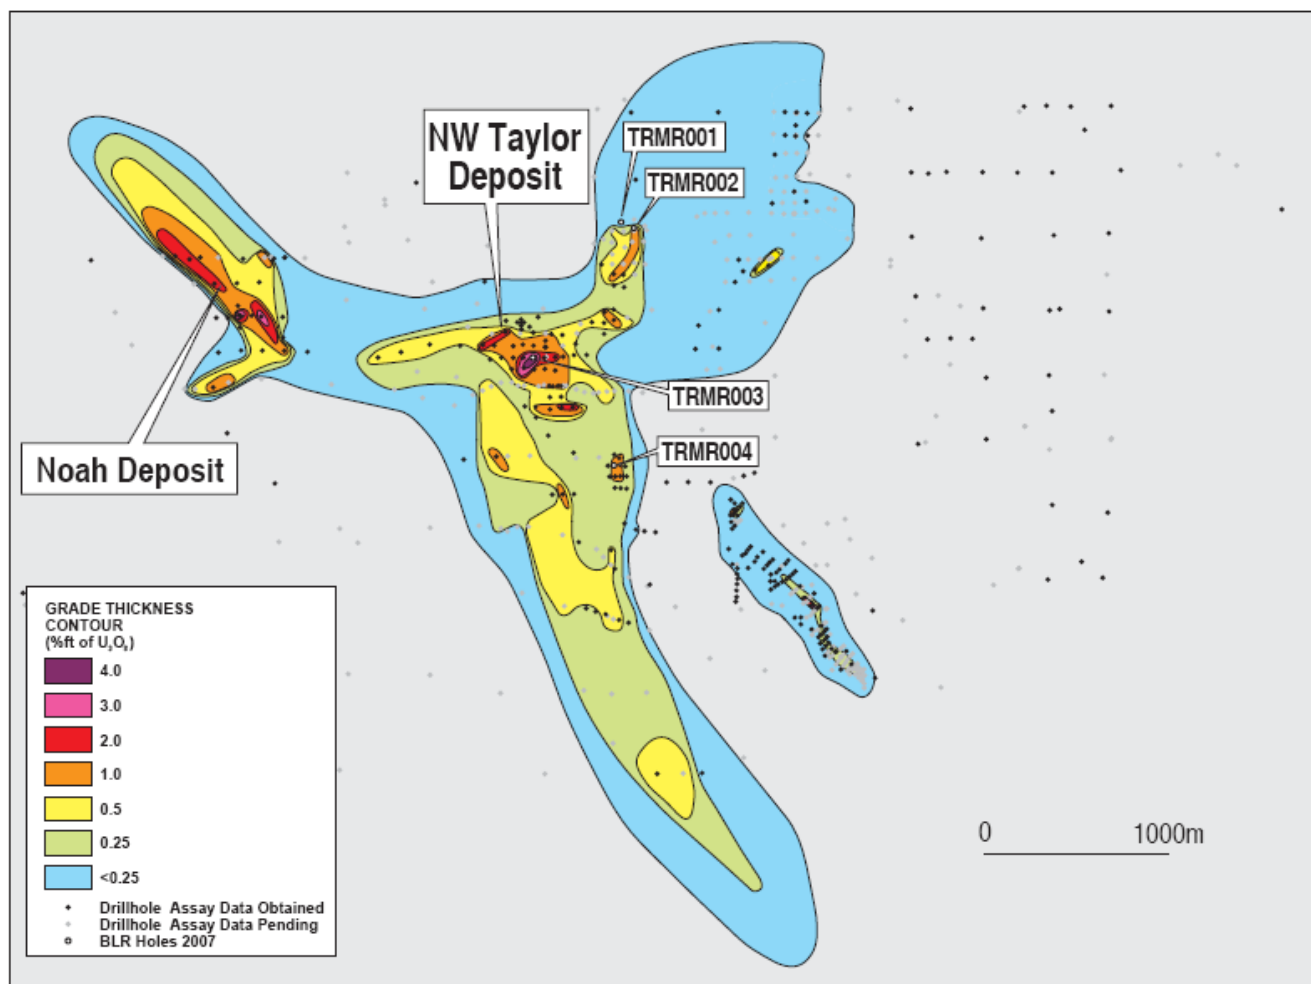 NW Taylor
Deposit
TRMR001
TRMR002
TRMR003
TRMR004
Noah Deposit
GRADE THICKNESS
CONTOUR
(%ft of U₃O₈)
4.0
3.0
2.0
1.0
0.5
0.25
<0.25
Drillhole Assay Data Obtained
Drillhole Assay Data Pending
BLR Holes 2007
0 1000m